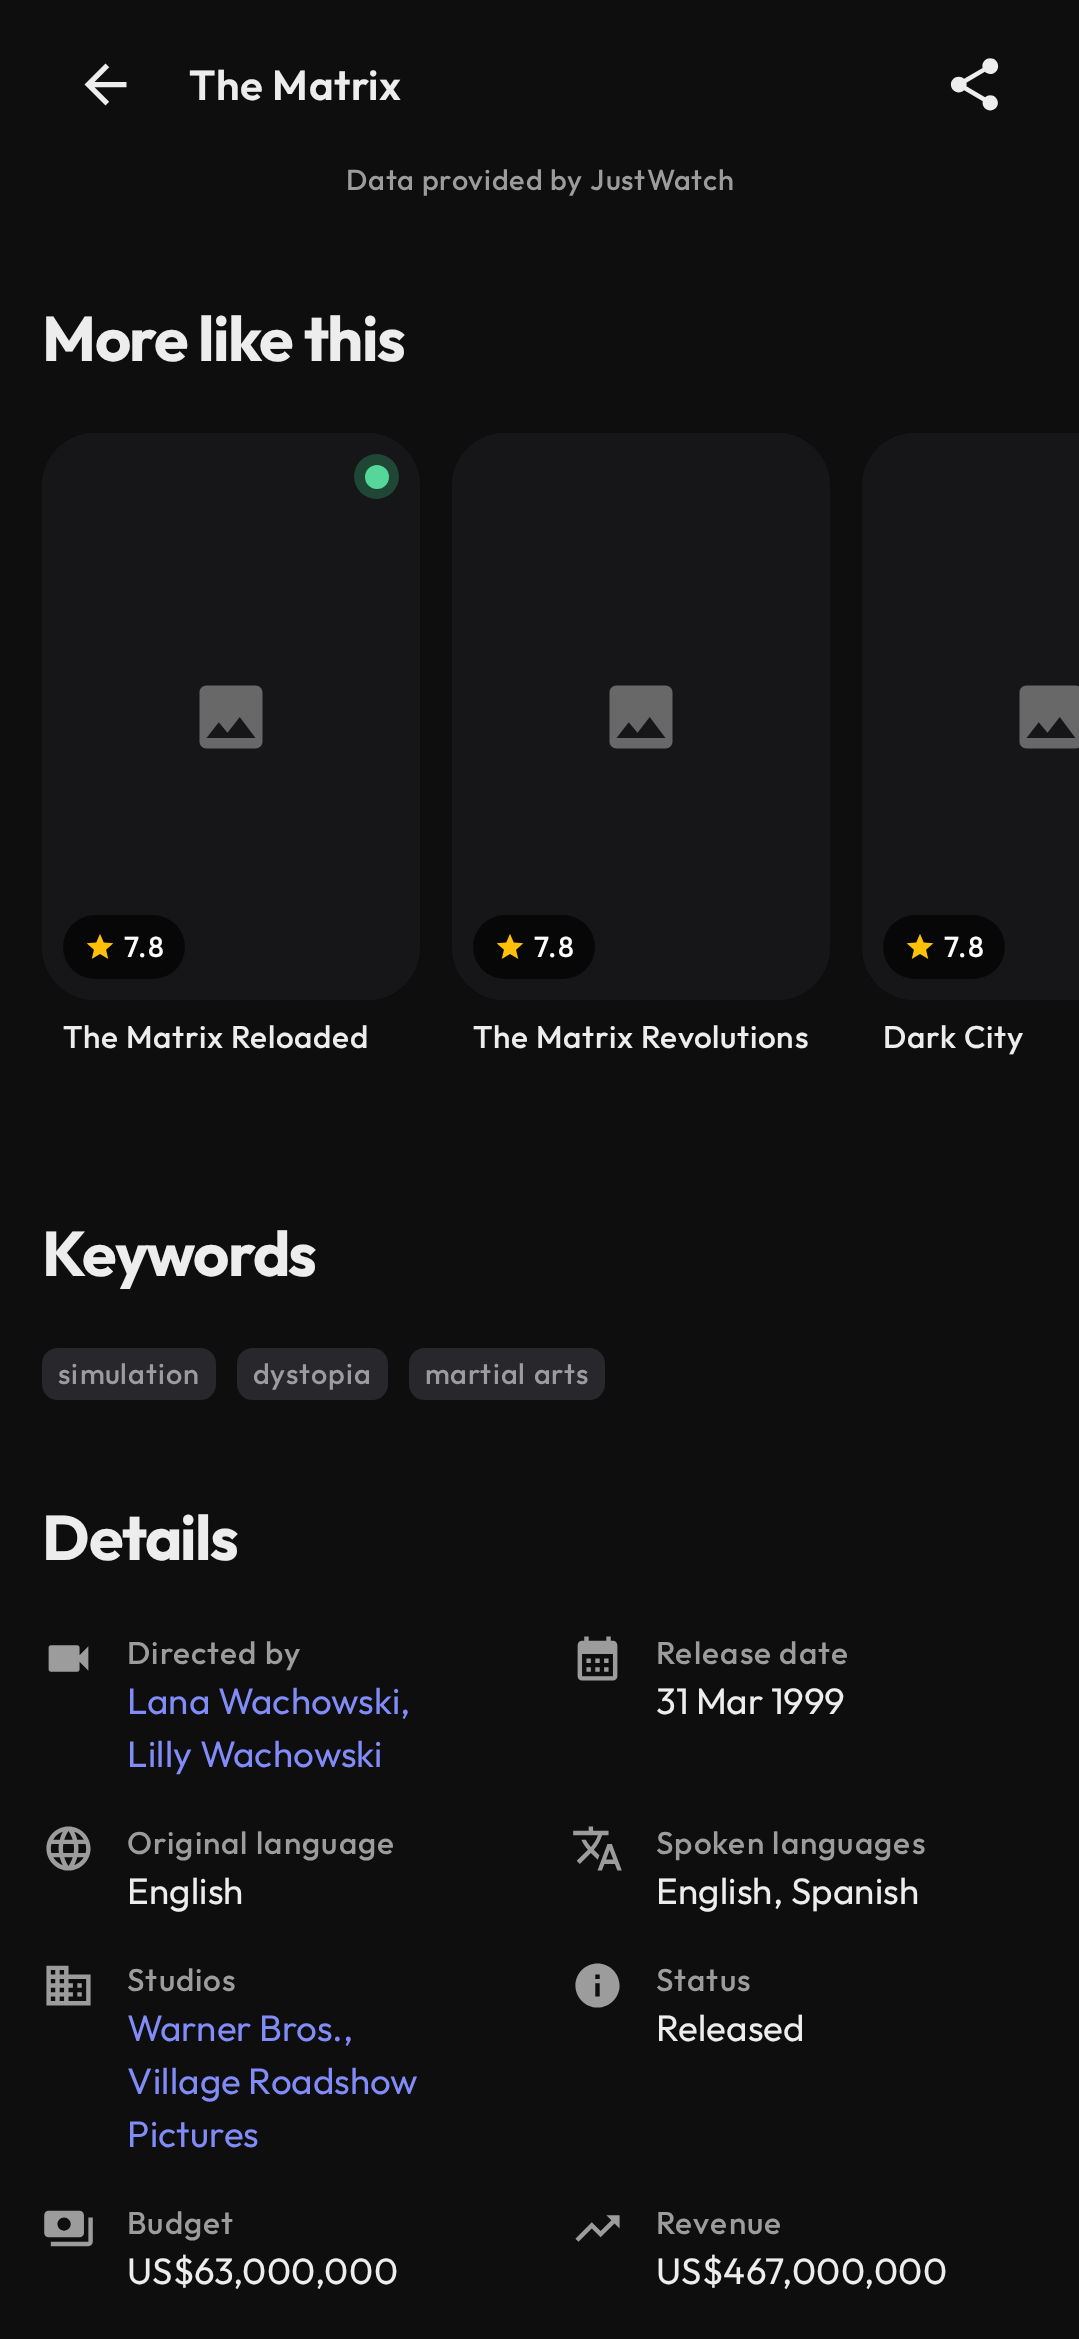 The Matrix
Data provided by JustWatch
More like this
7.8
7.8
7.8
The Matrix Reloaded
The Matrix Revolutions
Dark City
Keywords
simulation
dystopia
martial arts
Details
Directed by
Lana Wachowski,
Lilly Wachowski
Release date
31 Mar 1999
Original language
English
Spoken languages
English, Spanish
Studios
Warner Bros.,
Village Roadshow
Pictures
Status
Released
Budget
US$63,000,000
Revenue
US$467,000,000